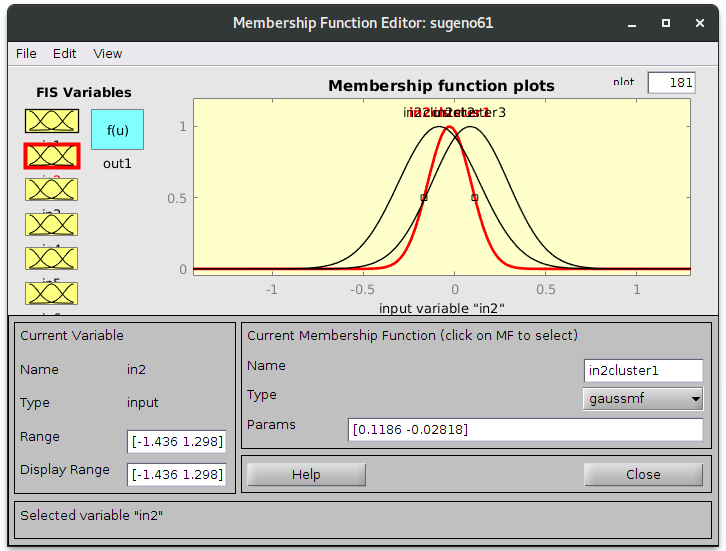 Membership Function Editor: sugeno61
File Edit View
FIS Variables
f(u)
out1
Membership function plots
181
in2cluster3
1
0.5
0
-1 -0.5 0 0.5 1
input variable "in2"
Current Variable
Name in2
Type input
Range [-1.436 1.298]
Display Range [-1.436 1.298]
Current Membership Function (click on MF to select)
Name in2cluster1
Type gaussmf
Params [0.1186 -0.02818]
Help Close
Selected variable "in2"